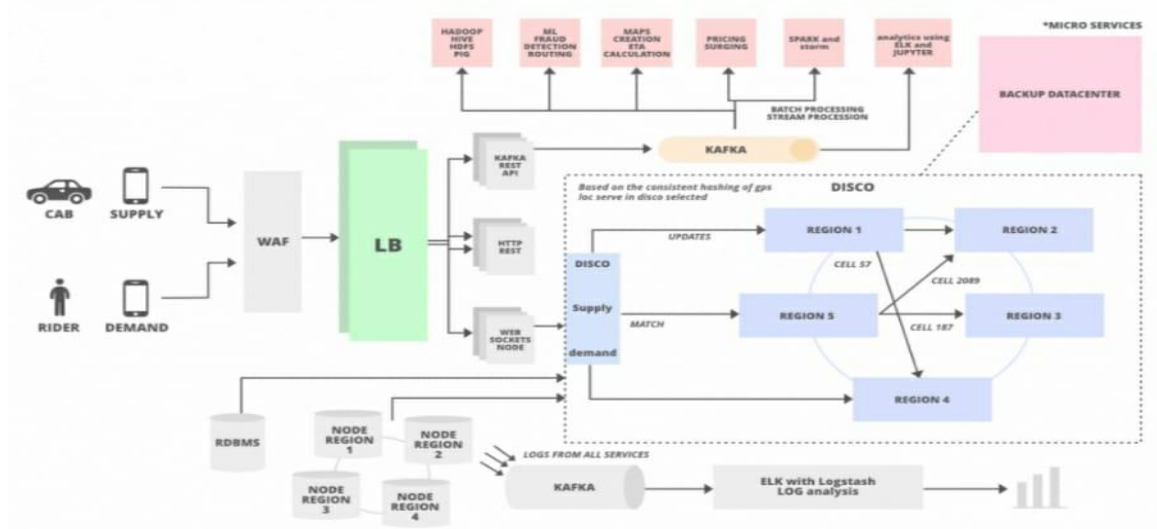 HADOOP
HIVE
HDFS
PIG
ML
FRAUD
DETECTION
ROUTING
MAPS
CREATION
ETA
CALCULATION
PRICING
SURGING
SPARK and
storm
analytics using
ELK and
JUPYTER
*MICRO SERVICES
BACKUP DATACENTER
BATCH PROCESSING
STREAM PROCESSION
KAFKA
REST
API
KAFKA
CAB
SUPPLY
WAF
LB
HTTP
REST
RIDER
DEMAND
WEB
SOCKETS
NODE
Based on the consistent hashing of gps
loc serve in disco selected
DISCO
UPDATES
REGION 1
REGION 2
DISCO
Supply
demand
CELL 57
CELL 2089
MATCH
REGION 5
CELL 187
REGION 3
REGION 4
RDBMS
NODE
REGION
1
NODE
REGION
2
NODE
REGION
3
NODE
REGION
4
LOGS FROM ALL SERVICES
KAFKA
ELK with Logstash
LOG analysis